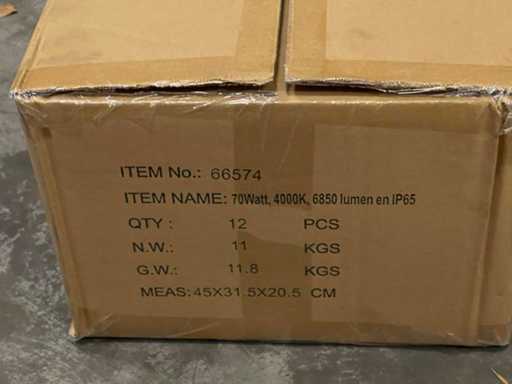 ITEM No.: 66574
ITEM NAME: 70Watt, 4000K, 6850 lumen en IP65
QTY : 12 PCS
N.W.: 11 KGS
G.W.: 11.8 KGS
MEAS: 45X31.5X20.5 CM